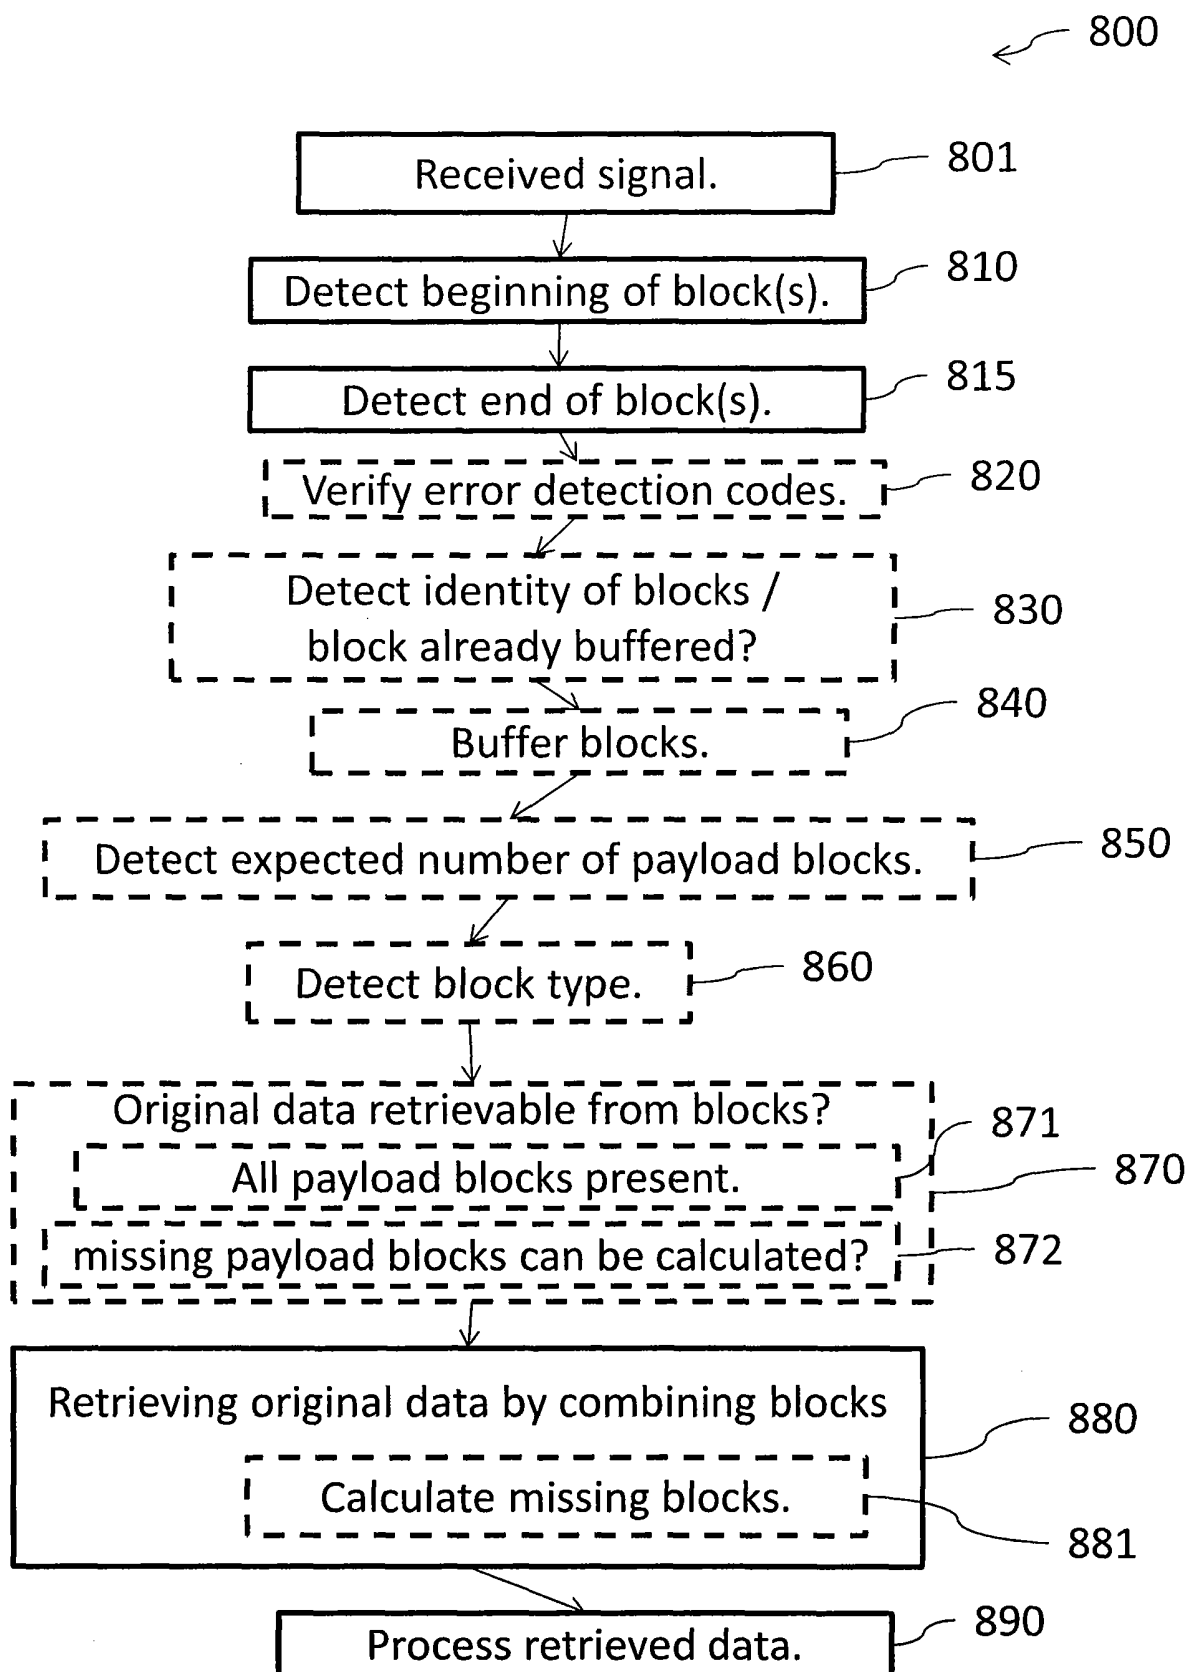 800
Received signal.
801
Detect beginning of block(s).
810
Detect end of block(s).
815
Verify error detection codes.
820
Detect identity of blocks /
block already buffered?
830
Buffer blocks.
840
Detect expected number of payload blocks.
850
Detect block type.
860
Original data retrievable from blocks?
All payload blocks present.
871
870
missing payload blocks can be calculated?
872
Retrieving original data by combining blocks
880
Calculate missing blocks.
881
Process retrieved data.
890